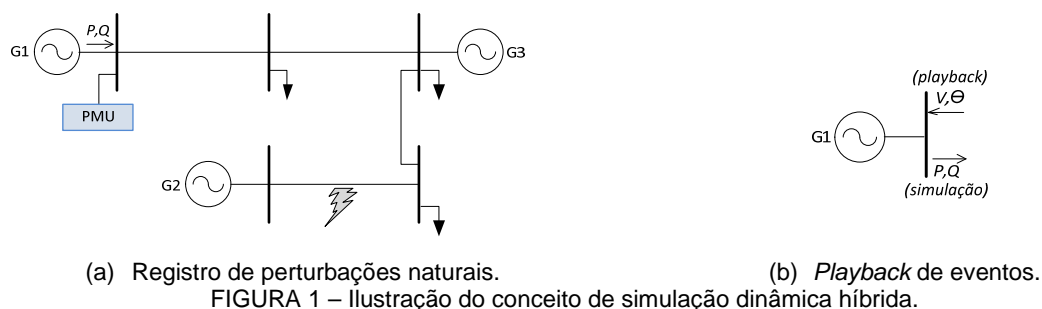 P,Q
G1
G3
PMU
G2
(playback)
V,Θ
G1
P,Q
(simulação)
(a) Registro de perturbações naturais.
(b) Playback de eventos.
FIGURA 1 – Ilustração do conceito de simulação dinâmica híbrida.